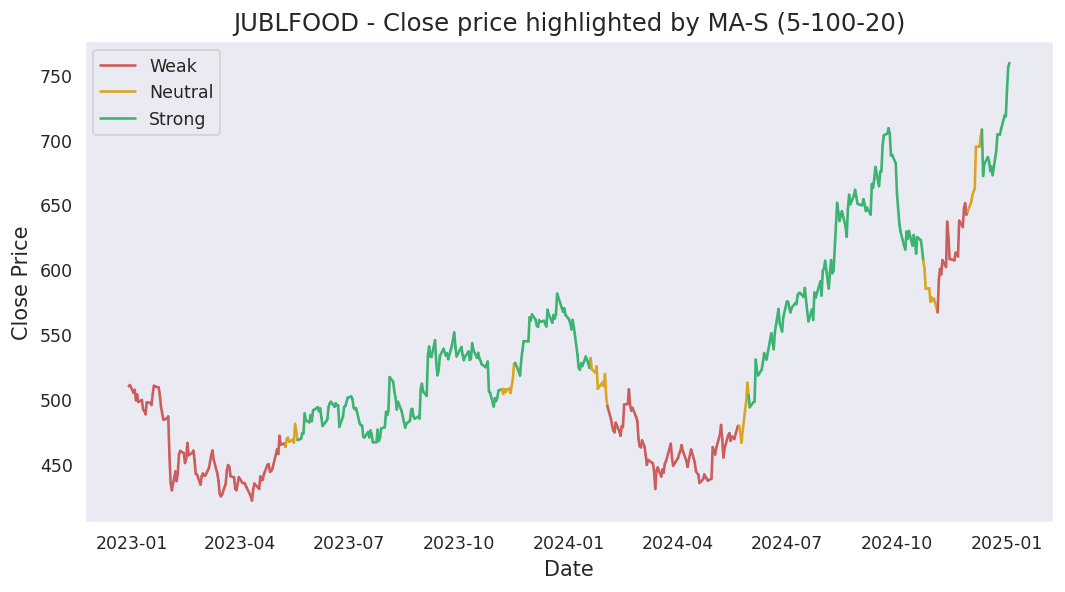 JUBLFOOD - Close price highlighted by MA-S (5-100-20)
Weak
Neutral
Strong
750
700
650
600
550
500
450
Close Price
2023-01 2023-04 2023-07 2023-10 2024-01 2024-04 2024-07 2024-10 2025-01
Date